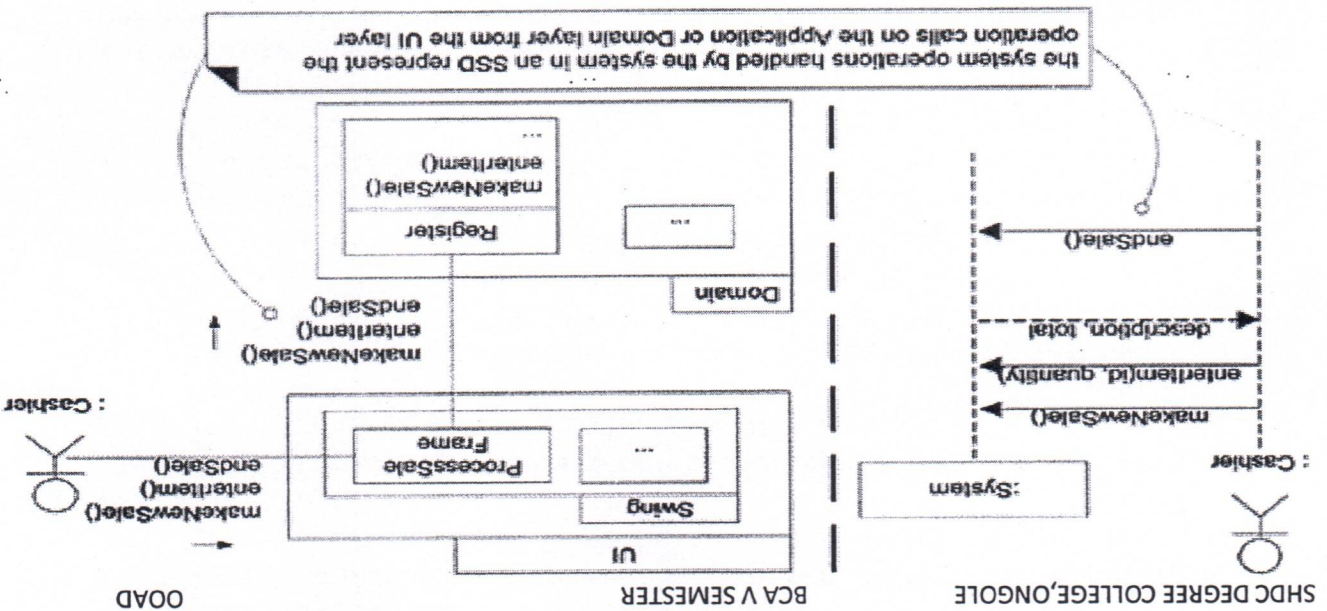 SHDC DEGREE COLLEGE,ONGOLE BCA V SEMESTER OOAD
: Cashier
:System
makeNewSale()
enterItem(id, quantity)
description, total
endSale()
UI
Swing
...
ProcessSale
Frame
makeNewSale()
enterItem()
endSale()
: Cashier
makeNewSale()
enterItem()
endSale()
Domain
...
Register
makeNewSale()
enterItem()
...
the system operations handled by the system in an SSD represent the
operation calls on the Application or Domain layer from the UI layer